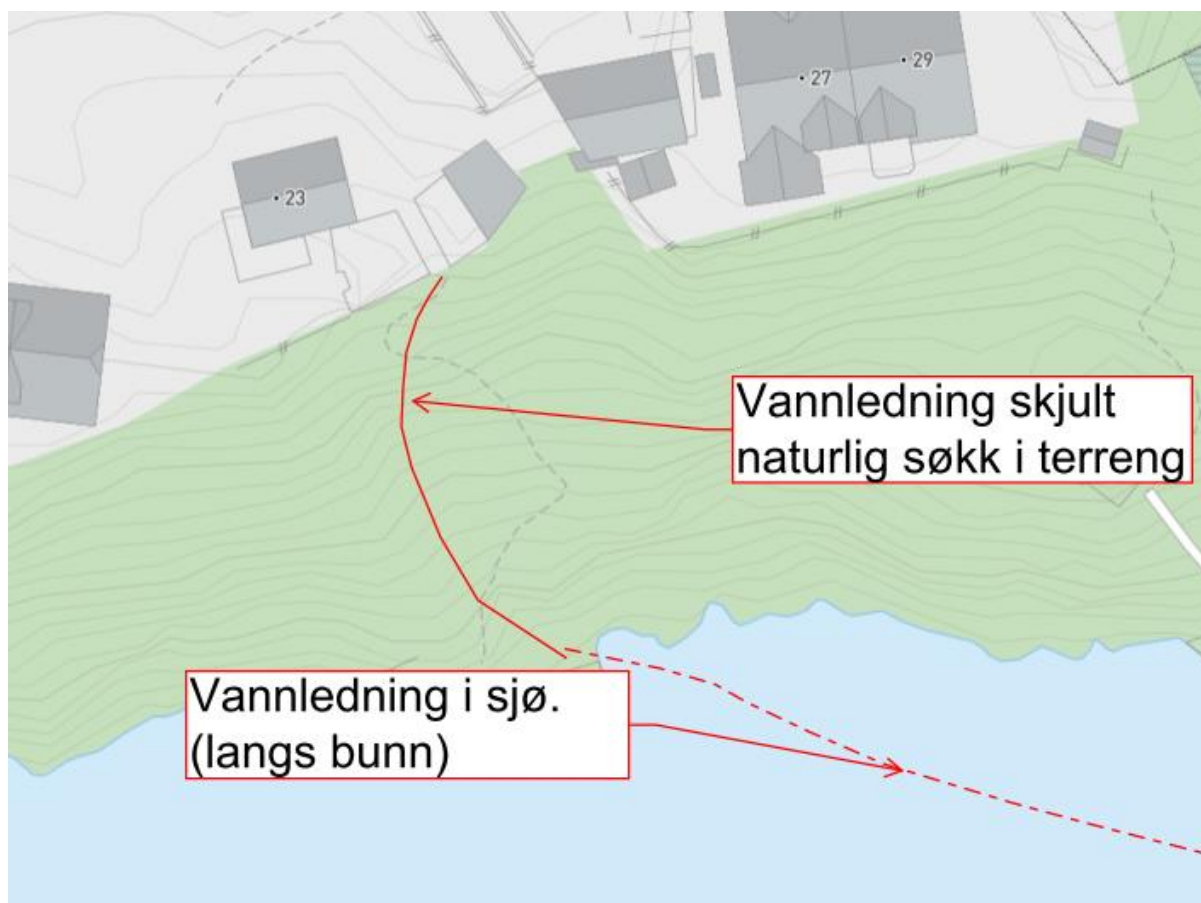 29
27
23
Vannledning skjult
naturlig søkk i terreng
Vannledning i sjø.
(langs bunn)